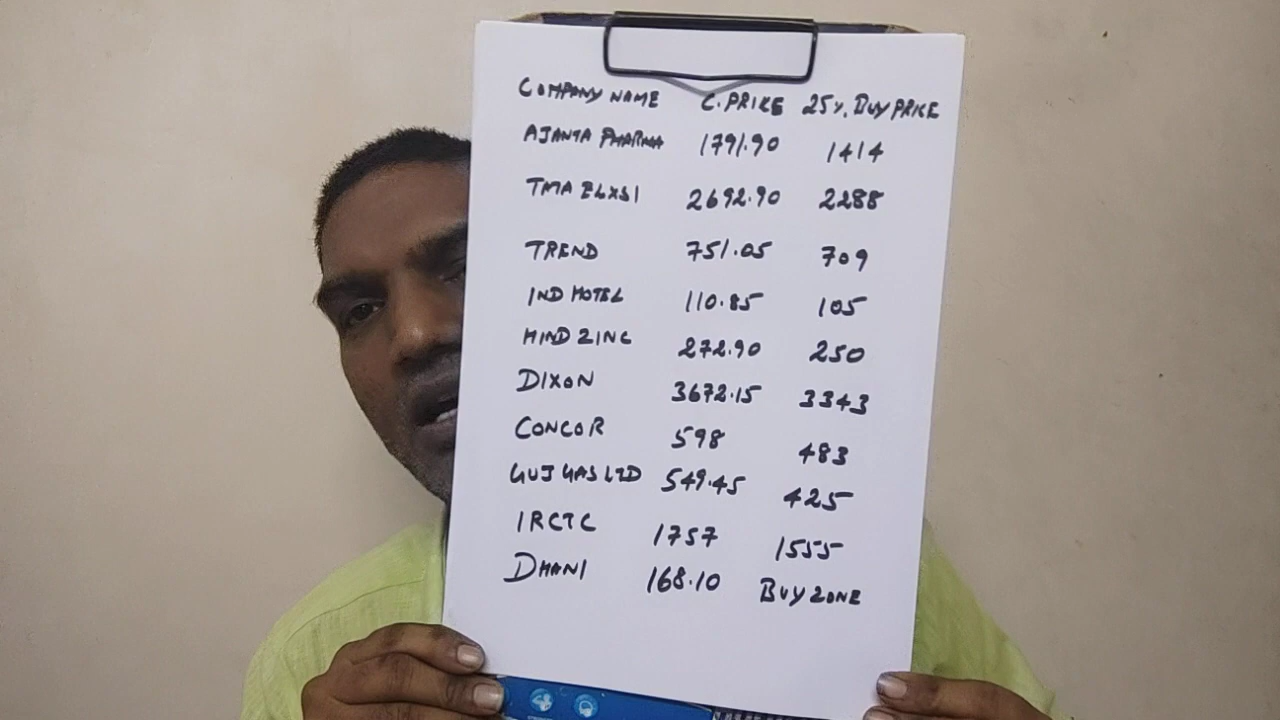 COMPANY NAME C. PRICE 25%. BUY PRICE
AJANTA PHARMA 1791.90 1414
TATA ELXSI 2692.90 2288
TREND 751.05 709
IND HOTEL 110.85 105
HIND ZINC 272.90 250
DIXON 3672.15 3343
CONCOR 598 483
GUJ GAS LTD 549.45 425
IRCTC 1757 1555
DHANI 168.10 BUY ZONE